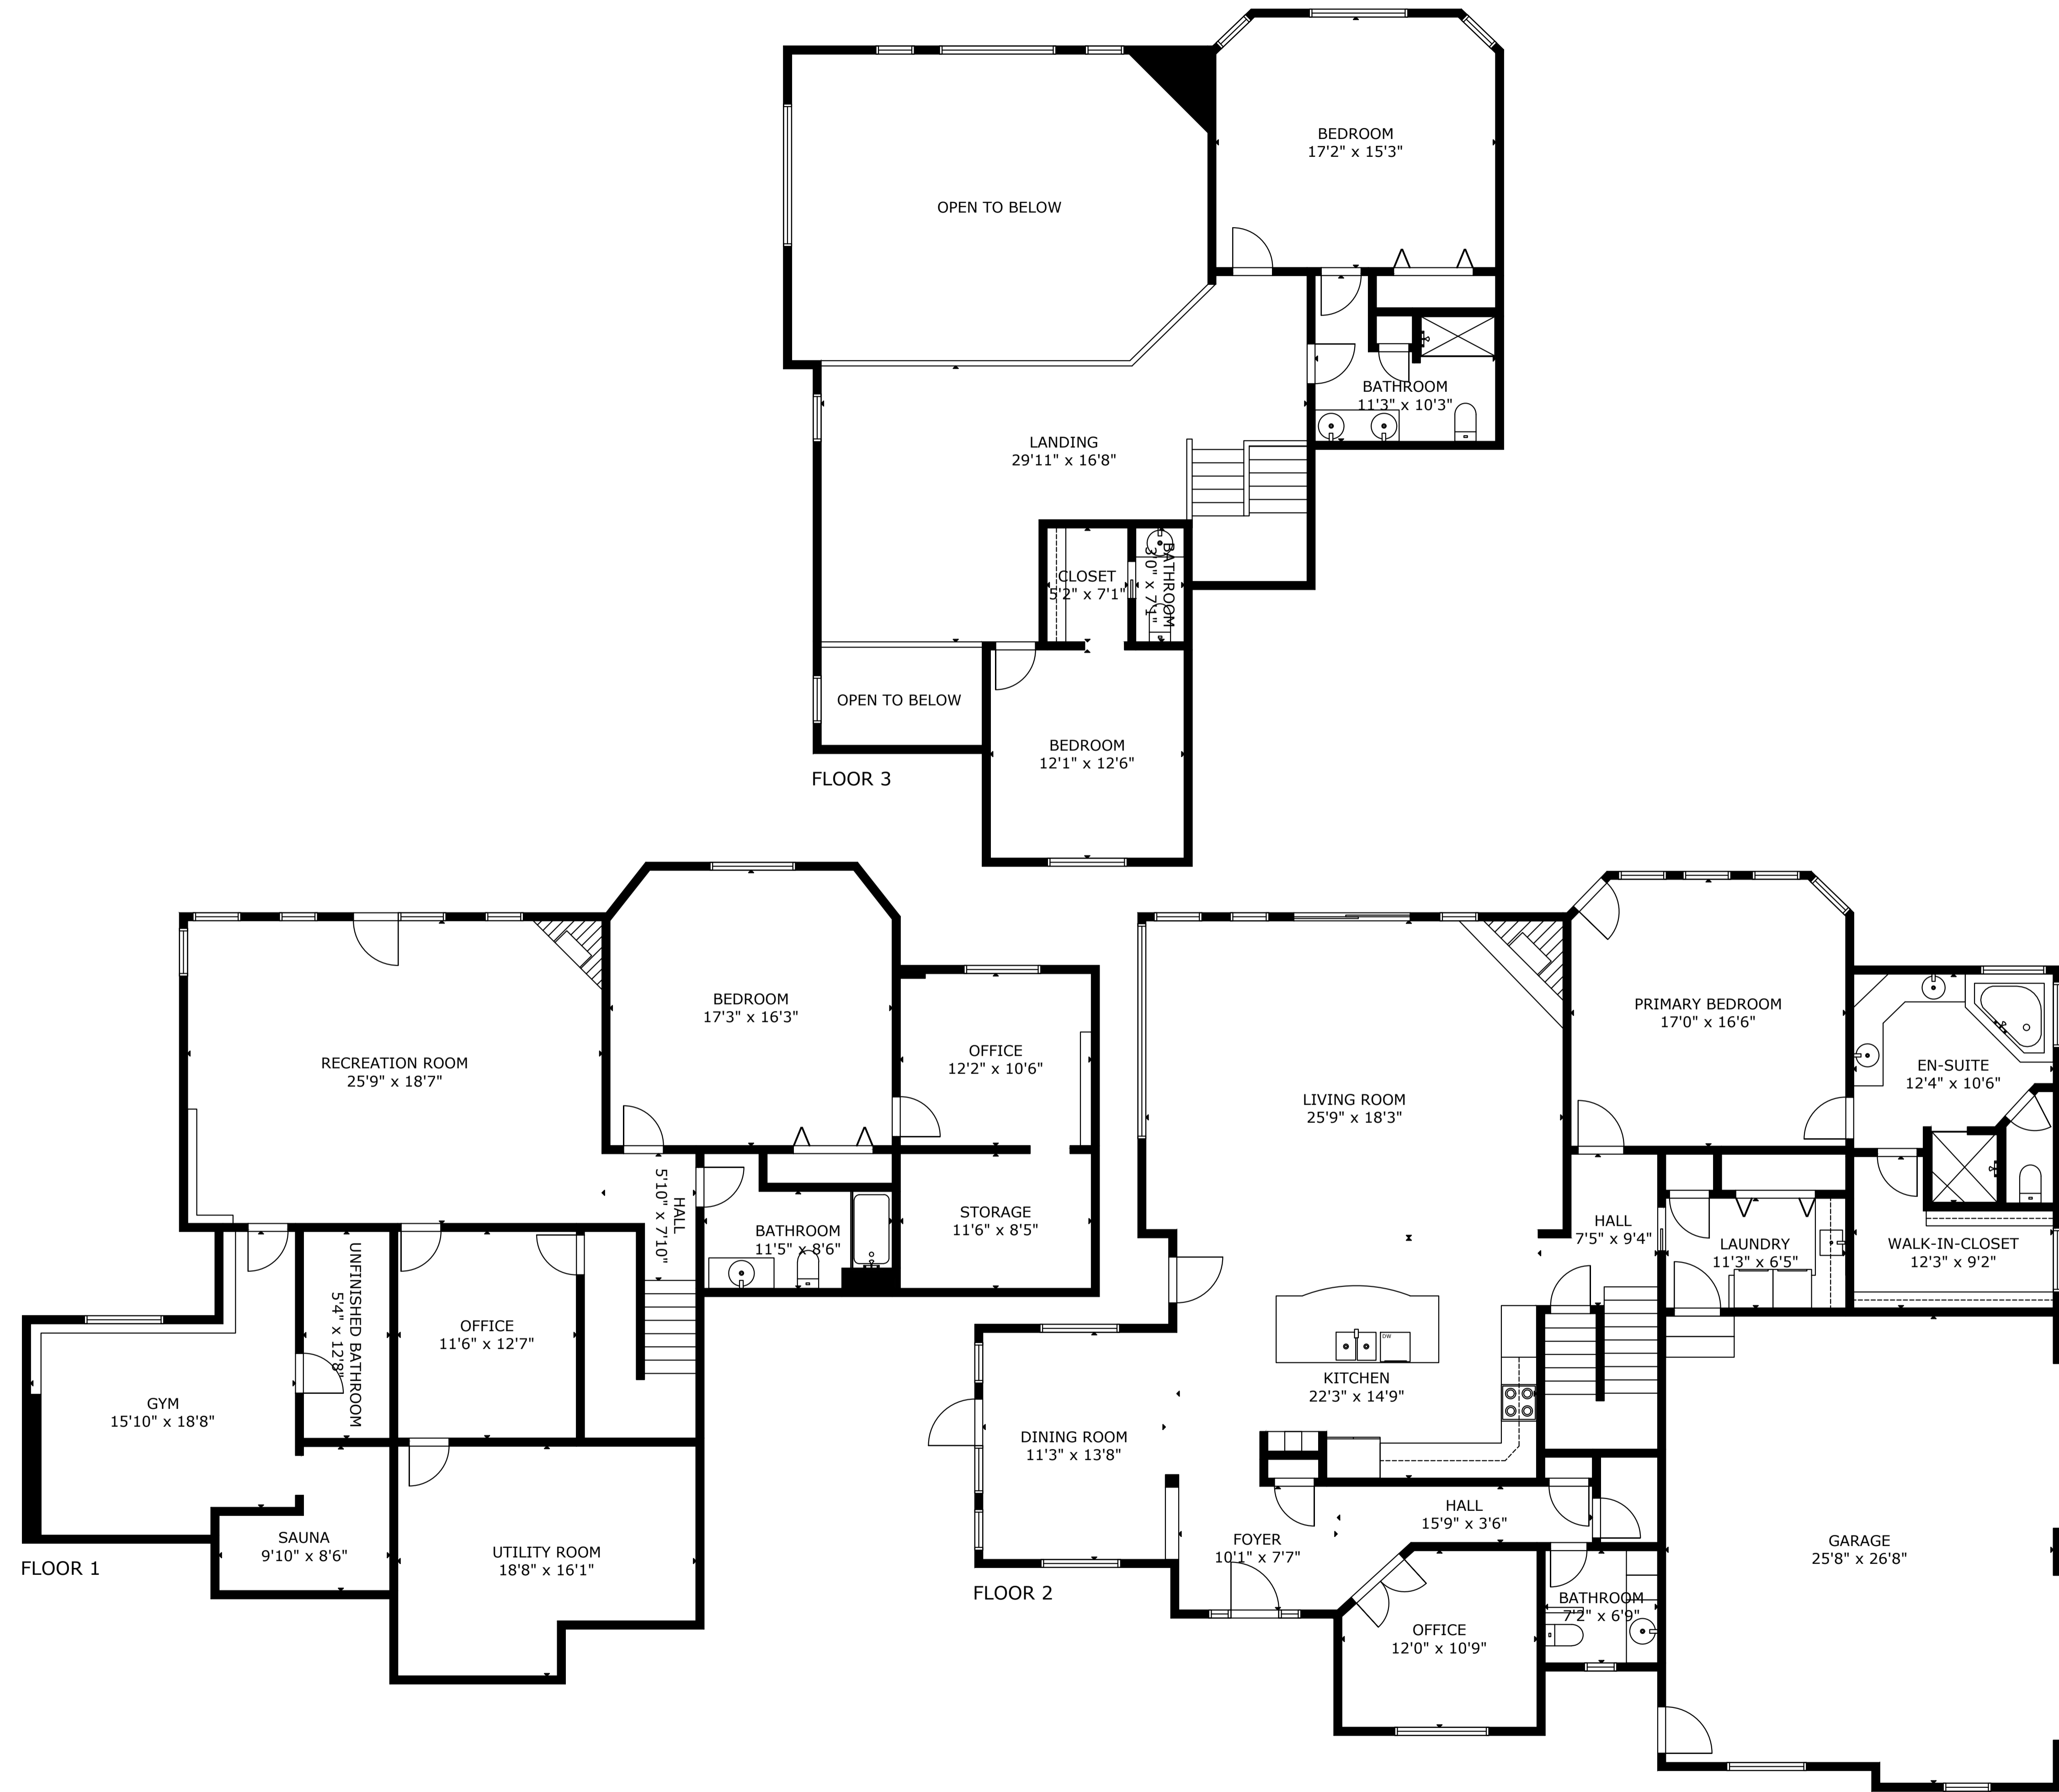 BEDROOM
17'2" x 15'3"
OPEN TO BELOW
BATHROOM
11'3" x 10'3"
LANDING
29'11" x 16'8"
CLOSET
5'2" x 7'1"
BATHROOM
3'0" x 7'1"
OPEN TO BELOW
BEDROOM
12'1" x 12'6"
FLOOR 3
BEDROOM
17'3" x 16'3"
OFFICE
12'2" x 10'6"
RECREATION ROOM
25'9" x 18'7"
HALL
5'10" x 7'10"
BATHROOM
11'5" x 8'6"
STORAGE
11'6" x 8'5"
UNFINISHED BATHROOM
5'4" x 12'8"
OFFICE
11'6" x 12'7"
GYM
15'10" x 18'8"
SAUNA
9'10" x 8'6"
UTILITY ROOM
18'8" x 16'1"
FLOOR 1
PRIMARY BEDROOM
17'0" x 16'6"
EN-SUITE
12'4" x 10'6"
LIVING ROOM
25'9" x 18'3"
HALL
7'5" x 9'4"
LAUNDRY
11'3" x 6'5"
WALK-IN-CLOSET
12'3" x 9'2"
DW
KITCHEN
22'3" x 14'9"
DINING ROOM
11'3" x 13'8"
HALL
15'9" x 3'6"
FOYER
10'1" x 7'7"
GARAGE
25'8" x 26'8"
BATHROOM
7'2" x 6'9"
OFFICE
12'0" x 10'9"
FLOOR 2